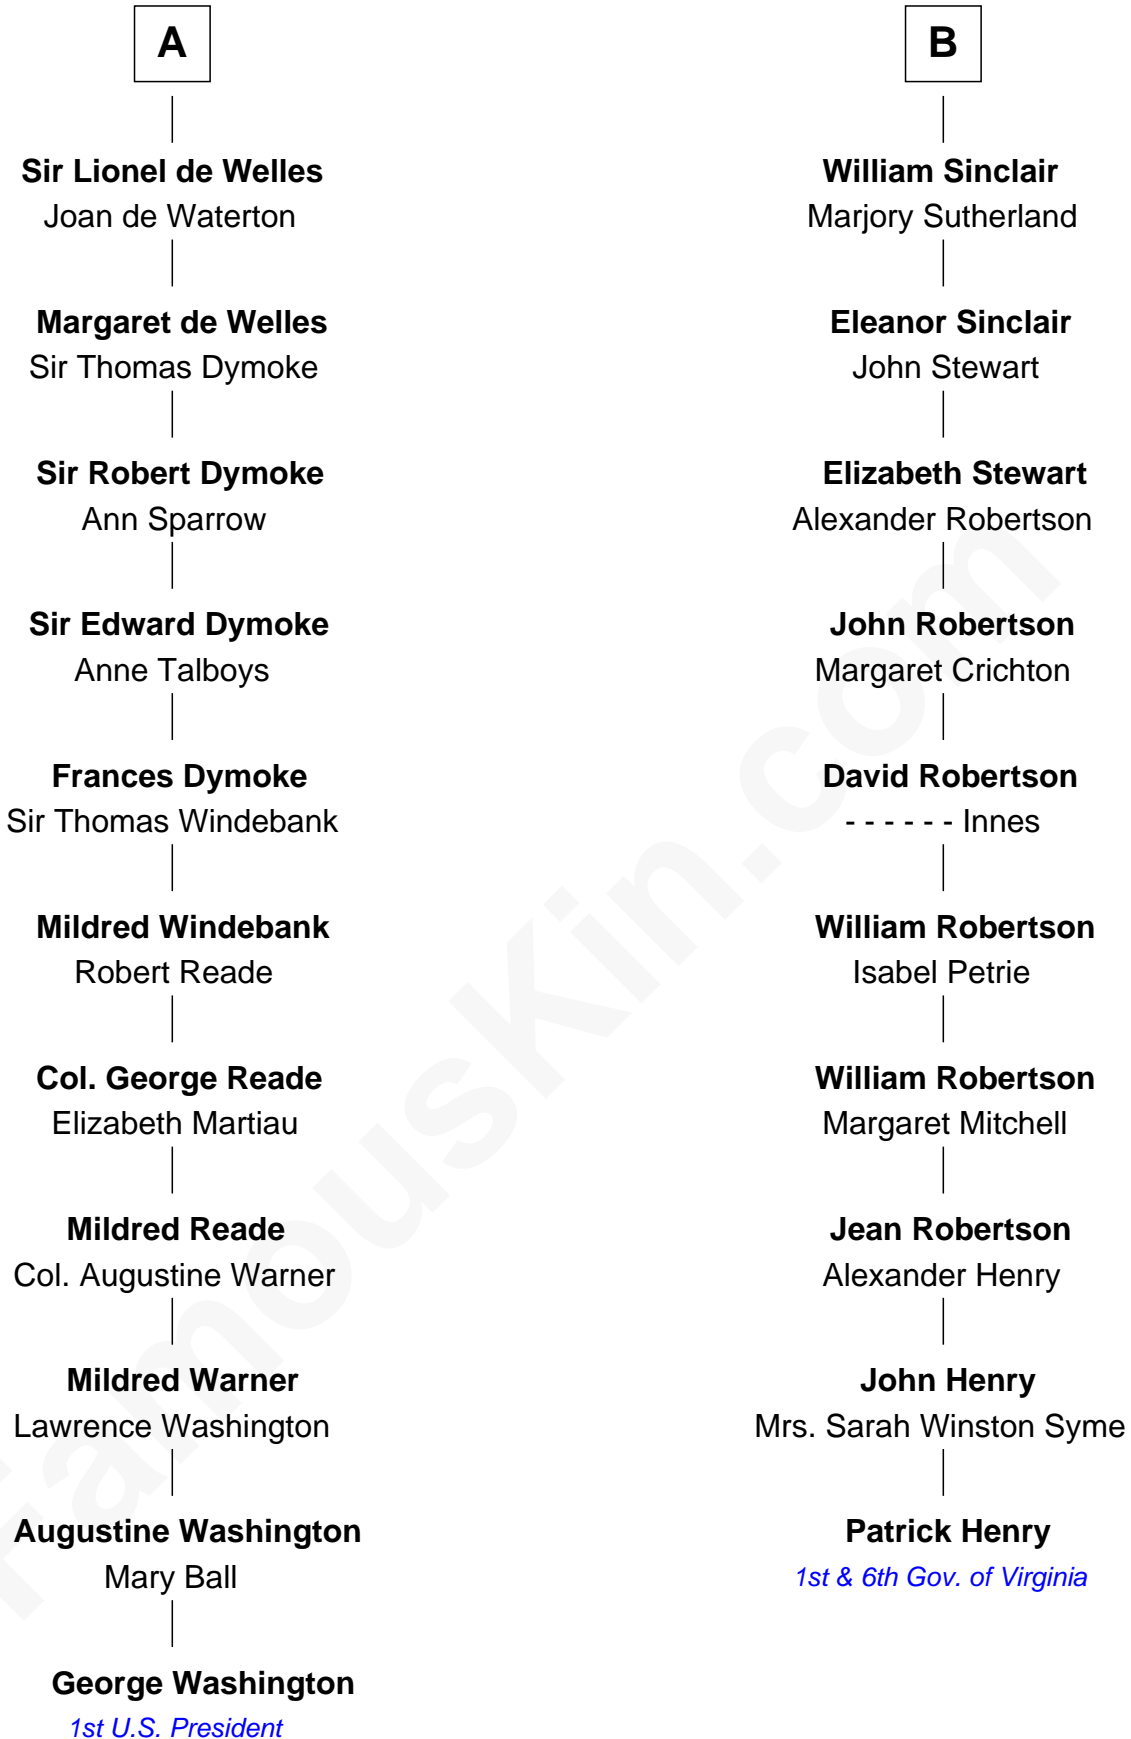 A
Sir Lionel de Welles
Joan de Waterton
Margaret de Welles
Sir Thomas Dymoke
Sir Robert Dymoke
Ann Sparrow
Sir Edward Dymoke
Anne Talboys
Frances Dymoke
Sir Thomas Windebank
Mildred Windebank
Robert Reade
Col. George Reade
Elizabeth Martiau
Mildred Reade
Col. Augustine Warner
Mildred Warner
Lawrence Washington
Augustine Washington
Mary Ball
George Washington
1st U.S. President
B
William Sinclair
Marjory Sutherland
Eleanor Sinclair
John Stewart
Elizabeth Stewart
Alexander Robertson
John Robertson
Margaret Crichton
David Robertson
- - - - - - Innes
William Robertson
Isabel Petrie
William Robertson
Margaret Mitchell
Jean Robertson
Alexander Henry
John Henry
Mrs. Sarah Winston Syme
Patrick Henry
1st & 6th Gov. of Virginia
FamousKin.com